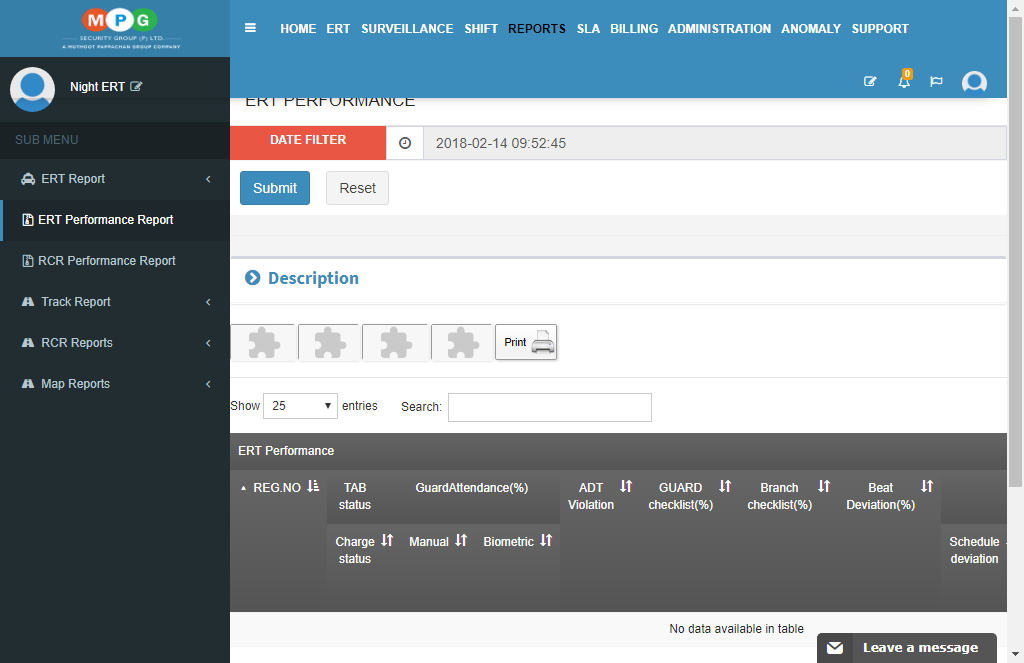 MPG
SECURITY GROUP (P) LTD.
A MUTHOOT PAPPACHAN GROUP COMPANY
HOME ERT SURVEILLANCE SHIFT REPORTS SLA BILLING ADMINISTRATION ANOMALY SUPPORT
0
Night ERT
SUB MENU
ERT Report
ERT Performance Report
RCR Performance Report
Track Report
RCR Reports
Map Reports
ERT PERFORMANCE
DATE FILTER 2018-02-14 09:52:45
Submit Reset
Description
Print
Show 25 entries Search:
ERT Performance
REG.NO TAB status GuardAttendance(%) ADT Violation GUARD checklist(%) Branch checklist(%) Beat Deviation(%)
Charge status Manual Biometric Schedule deviation
No data available in table
Leave a message